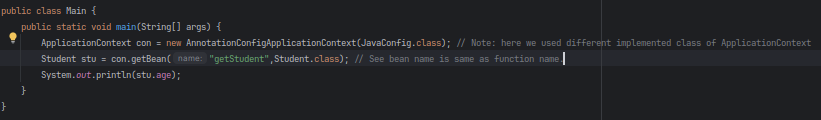 public class Main {
public static void main(String[] args) {
ApplicationContext con = new AnnotationConfigApplicationContext(JavaConfig.class); // Note: here we used different implemented class of ApplicationContext
Student stu = con.getBean( name: "getStudent",Student.class); // See bean name is same as function name.
System.out.println(stu.age);
}
}